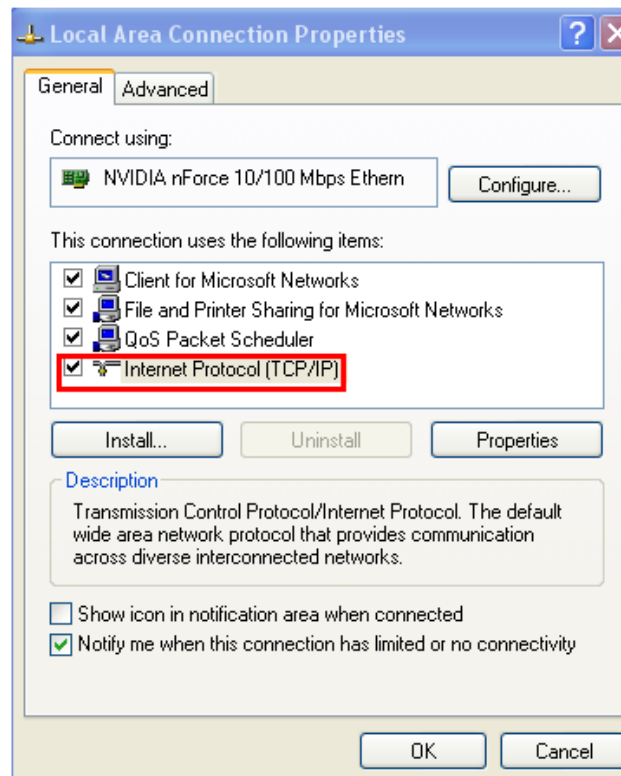 Local Area Connection Properties
General
Advanced
Connect using:
NVIDIA nForce 10/100 Mbps Ethern
Configure...
This connection uses the following items:
Client for Microsoft Networks
File and Printer Sharing for Microsoft Networks
QoS Packet Scheduler
Internet Protocol (TCP/IP)
Install...
Uninstall
Properties
Description
Transmission Control Protocol/Internet Protocol. The default
wide area network protocol that provides communication
across diverse interconnected networks.
Show icon in notification area when connected
Notify me when this connection has limited or no connectivity
OK
Cancel